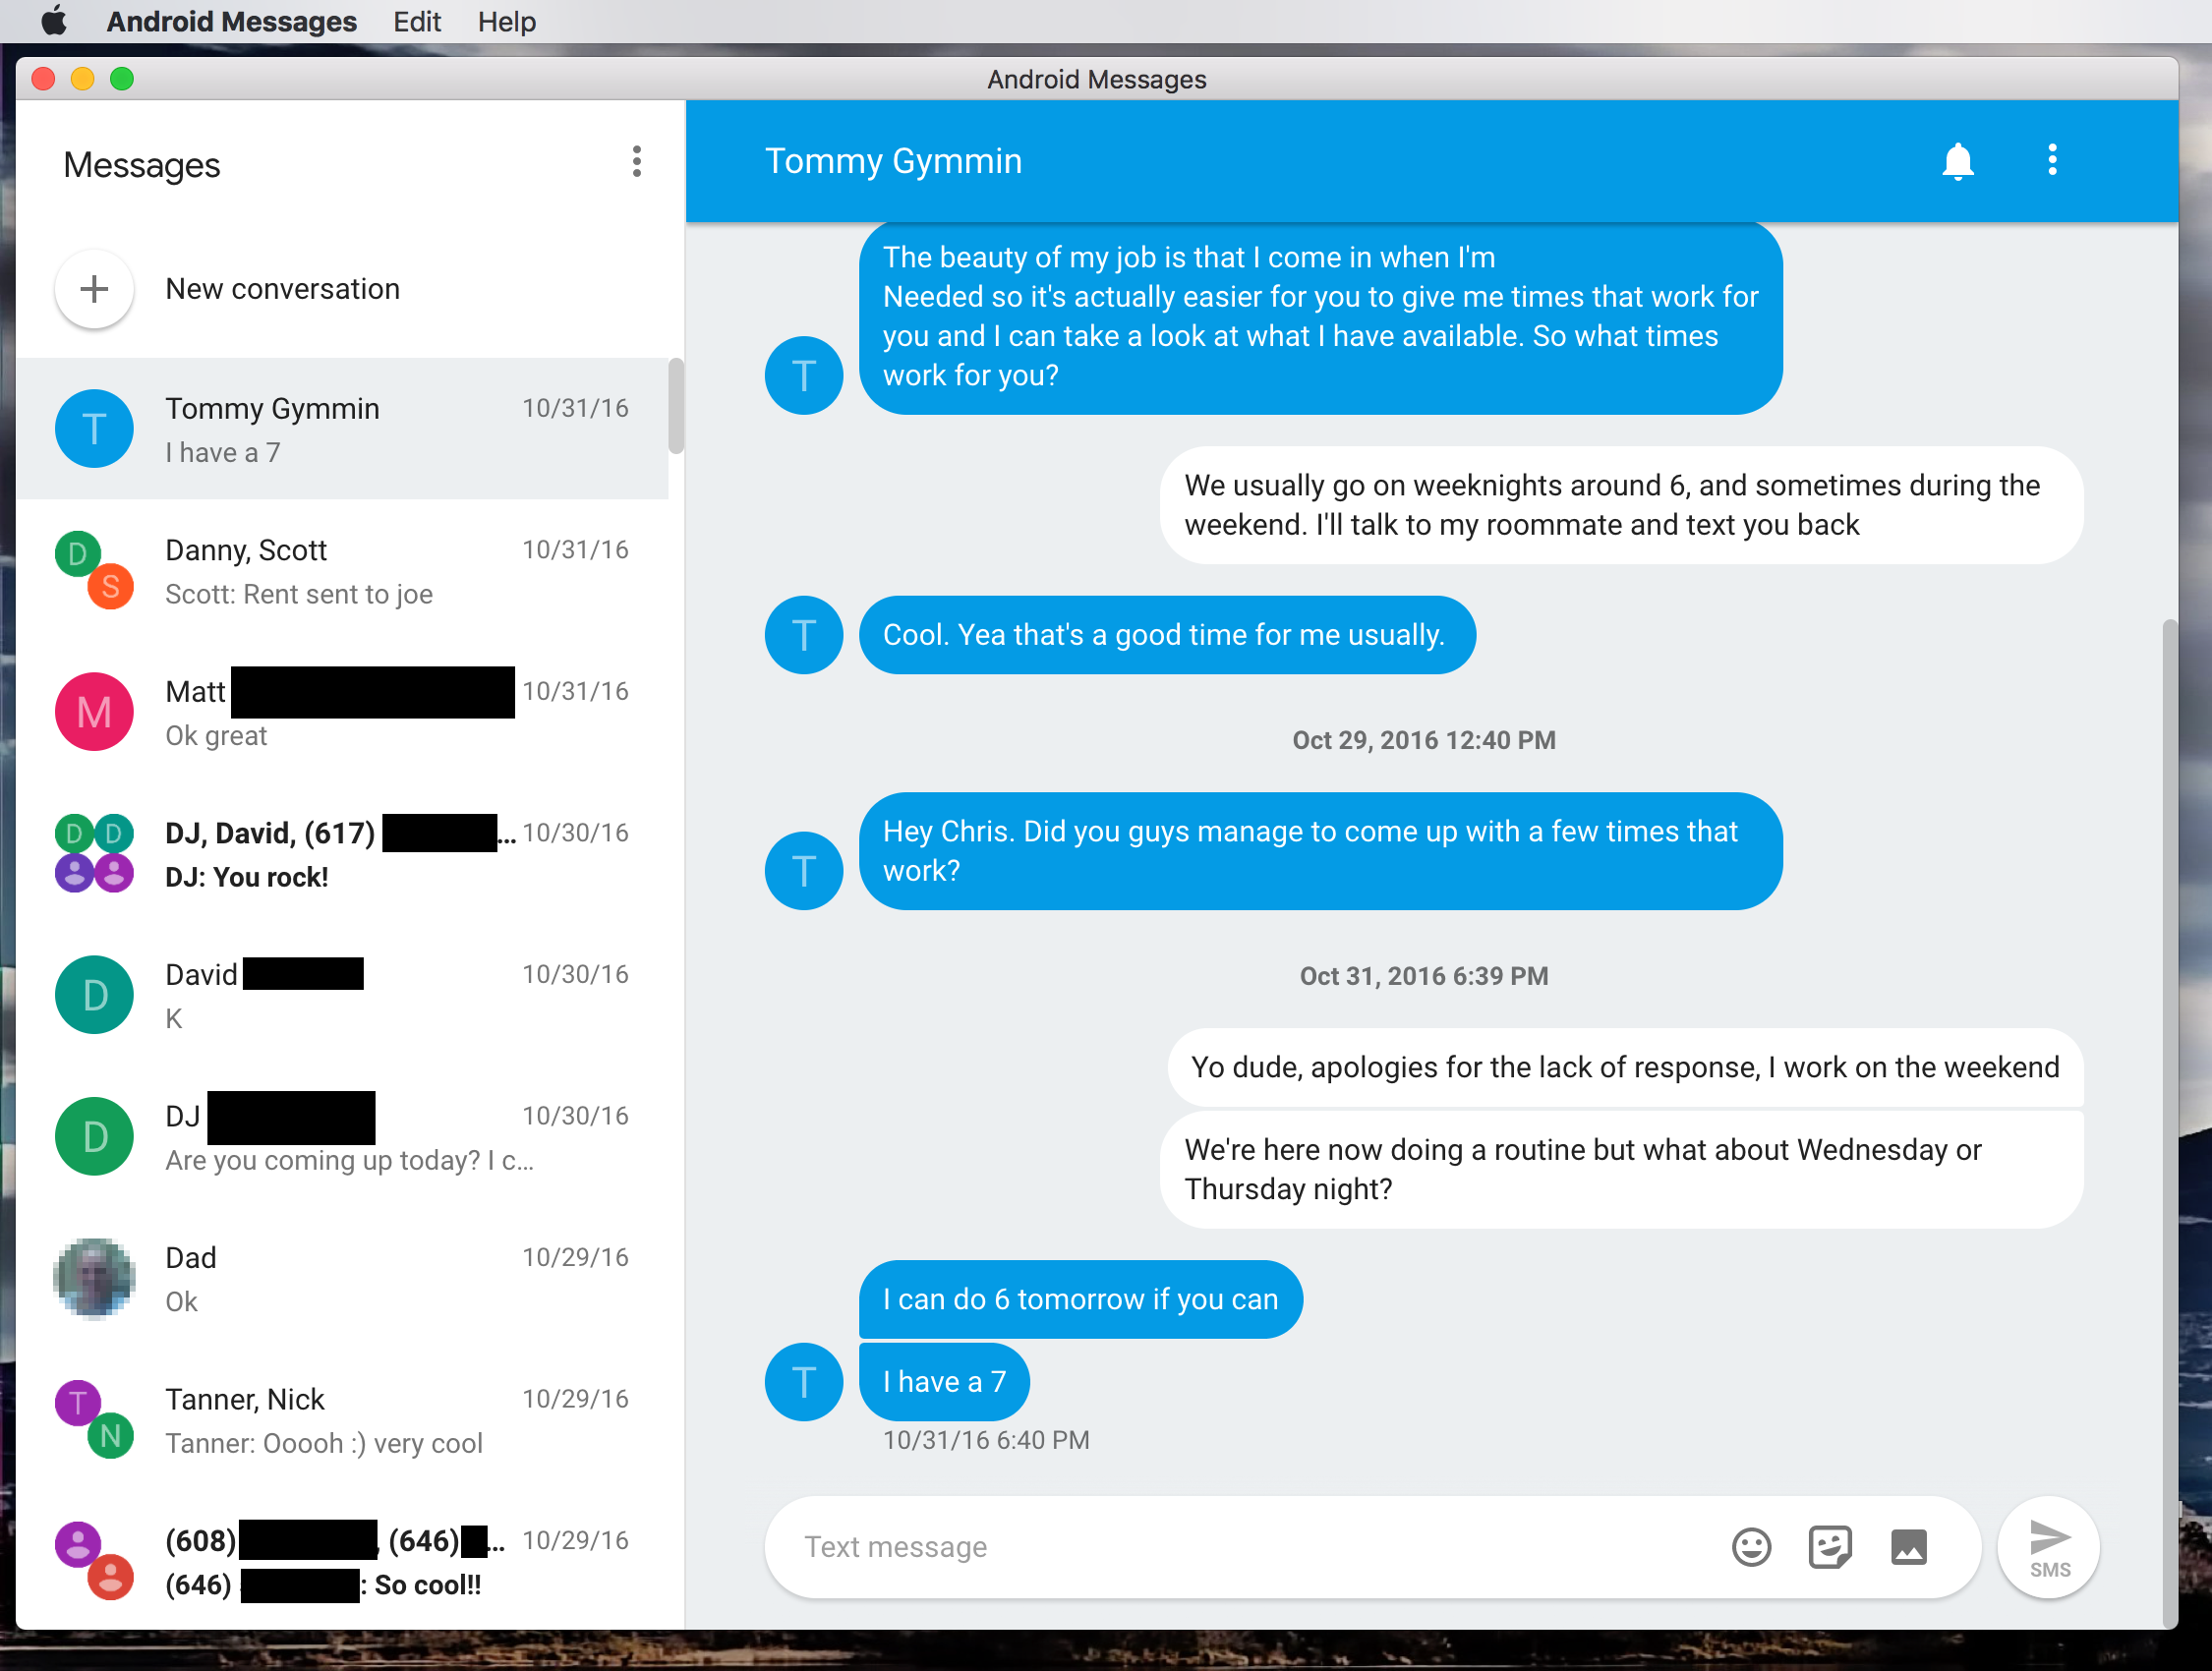 Android Messages Edit Help
Android Messages
Messages
New conversation
T
Tommy Gymmin 10/31/16
I have a 7
D
S
Danny, Scott 10/31/16
Scott: Rent sent to joe
M
Matt 10/31/16
Ok great
D D
DJ, David, (617) ... 10/30/16
DJ: You rock!
D
David 10/30/16
K
D
DJ 10/30/16
Are you coming up today? I c...
Dad 10/29/16
Ok
T
N
Tanner, Nick 10/29/16
Tanner: Ooooh :) very cool
(608) , (646) ... 10/29/16
(646) : So cool!!
Tommy Gymmin
The beauty of my job is that I come in when I'm
Needed so it's actually easier for you to give me times that work for
you and I can take a look at what I have available. So what times
work for you?
T
We usually go on weeknights around 6, and sometimes during the
weekend. I'll talk to my roommate and text you back
T
Cool. Yea that's a good time for me usually.
Oct 29, 2016 12:40 PM
Hey Chris. Did you guys manage to come up with a few times that
work?
T
Oct 31, 2016 6:39 PM
Yo dude, apologies for the lack of response, I work on the weekend
We're here now doing a routine but what about Wednesday or
Thursday night?
I can do 6 tomorrow if you can
T
I have a 7
10/31/16 6:40 PM
Text message
SMS